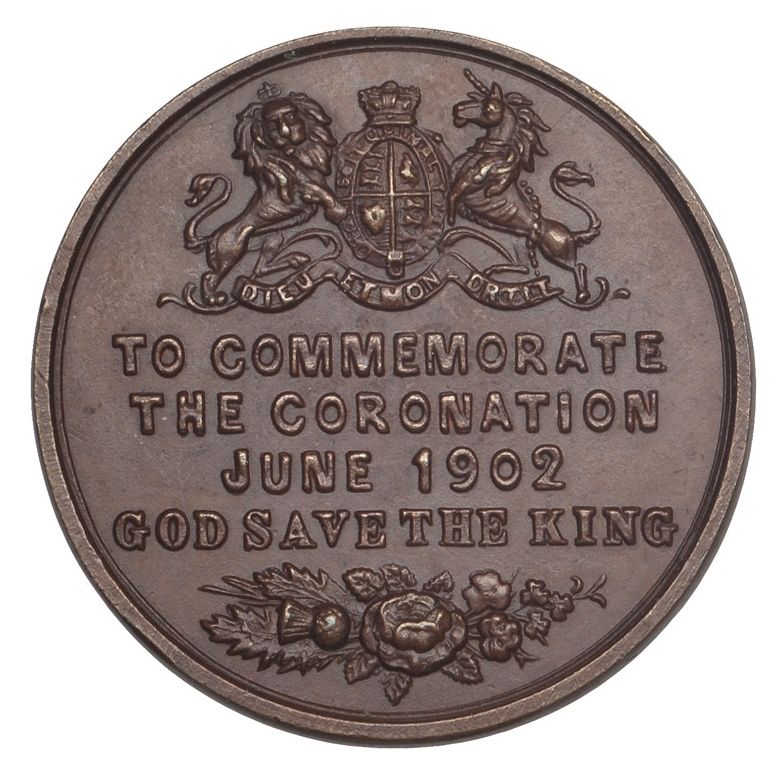 DIEU ET MON DROIT
TO COMMEMORATE
THE CORONATION
JUNE 1902
GOD SAVE THE KING